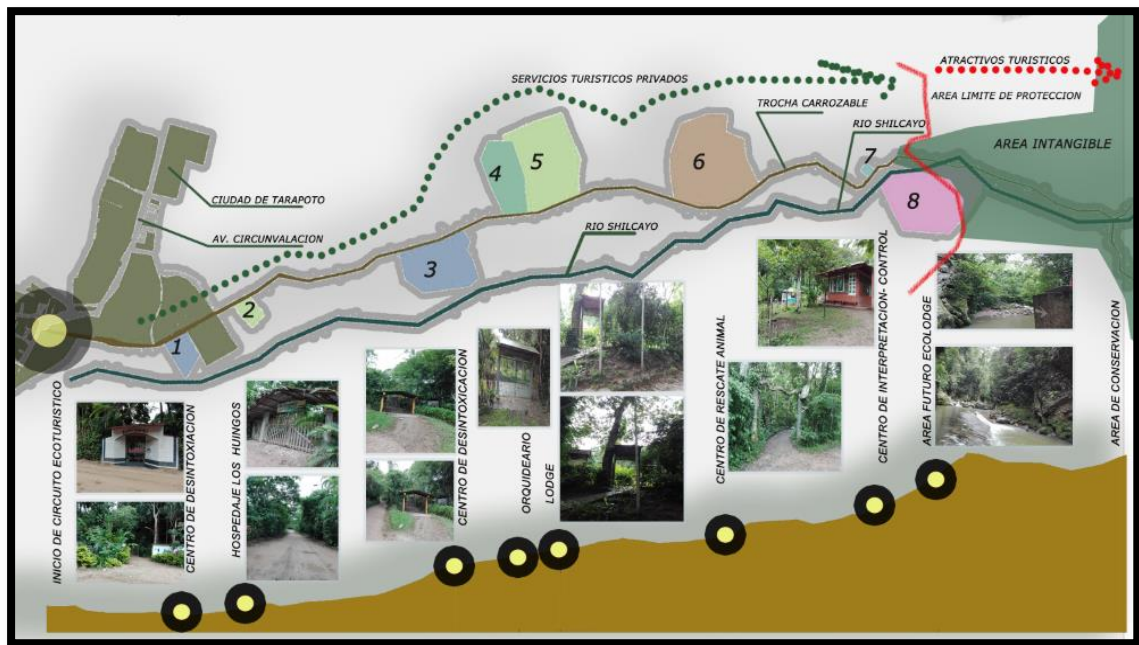 ATRACTIVOS TURISTICOS
SERVICIOS TURISTICOS PRIVADOS
AREA LIMITE DE PROTECCION
TROCHA CARROZABLE
RIO SHILCAYO
AREA INTANGIBLE
7
4
5
6
8
CIUDAD DE TARAPOTO
AV. CIRCUNVALACION
RIO SHILCAYO
3
2
1
INICIO DE CIRCUITO ECOTURISTICO
CENTRO DE DESINTOXIACION
HOSPEDAJE LOS HUINGOS
CENTRO DE DESINTOXICACION
ORQUIDEARIO
LODGE
CENTRO DE RESCATE ANIMAL
CENTRO DE INTERPRETACION- CONTROL
AREA FUTURO ECOLODGE
AREA DE CONSERVACION